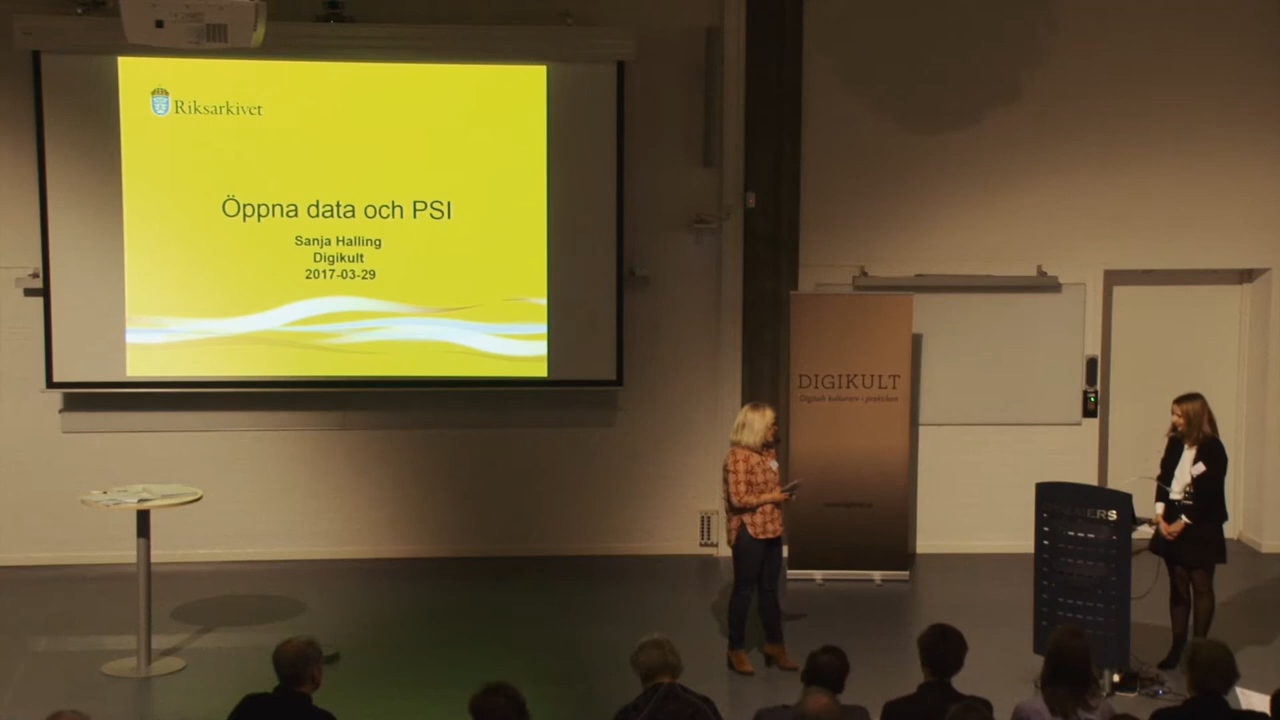 Riksarkivet
Öppna data och PSI
Sanja Halling
Digikult
2017-03-29
DIGIKULT
Digitalt kulturarv i praktiken